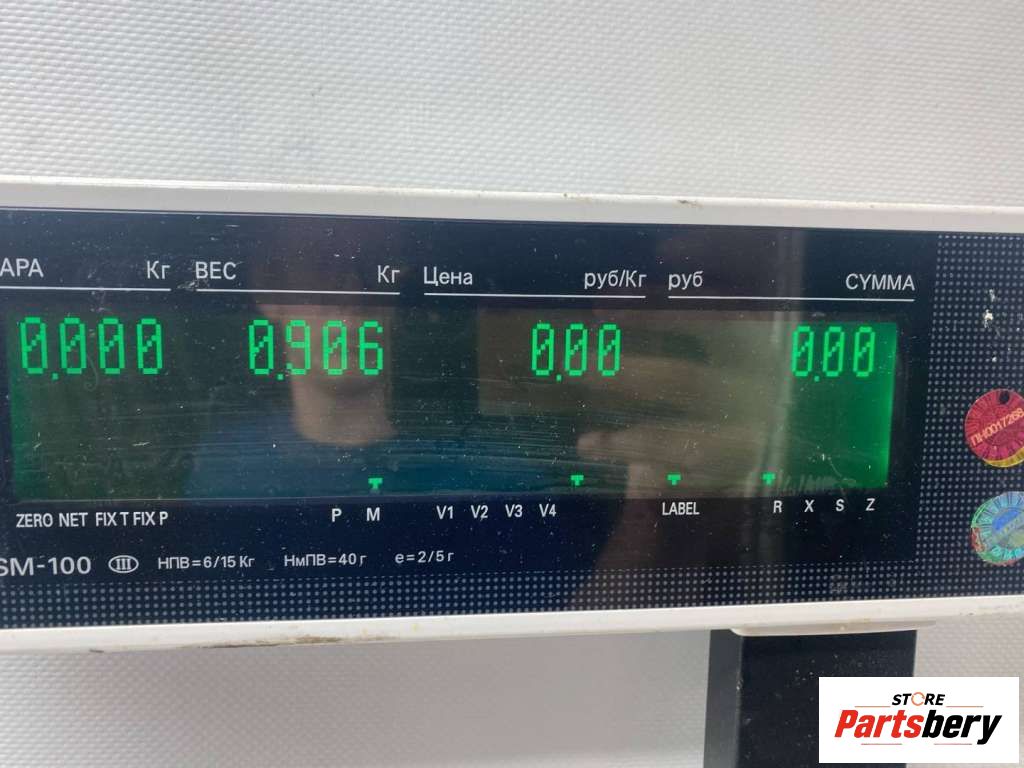 АРА Кг ВЕС Кг Цена руб/Кг руб СУММА
0.000 0.906 0.00 0.00
ZERO NET FIX T FIX P P M V1 V2 V3 V4 LABEL R X S Z
SM-100 III НПВ=6/15 Кг НмПВ=40 г e=2/5 г
ПН0017268
STORE
Partsbery